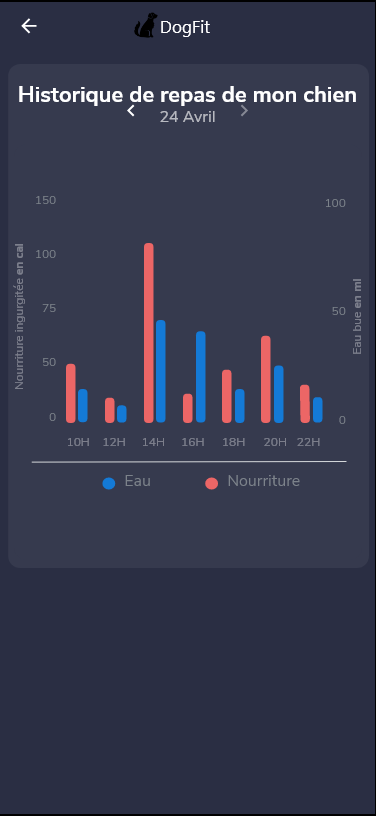 DogFit
Historique de repas de mon chien
24 Avril
150
100
100
75
50
50
0
0
Nourriture ingurgitée en cal
Eau bue en ml
10H 12H 14H 16H 18H 20H 22H
Eau Nourriture